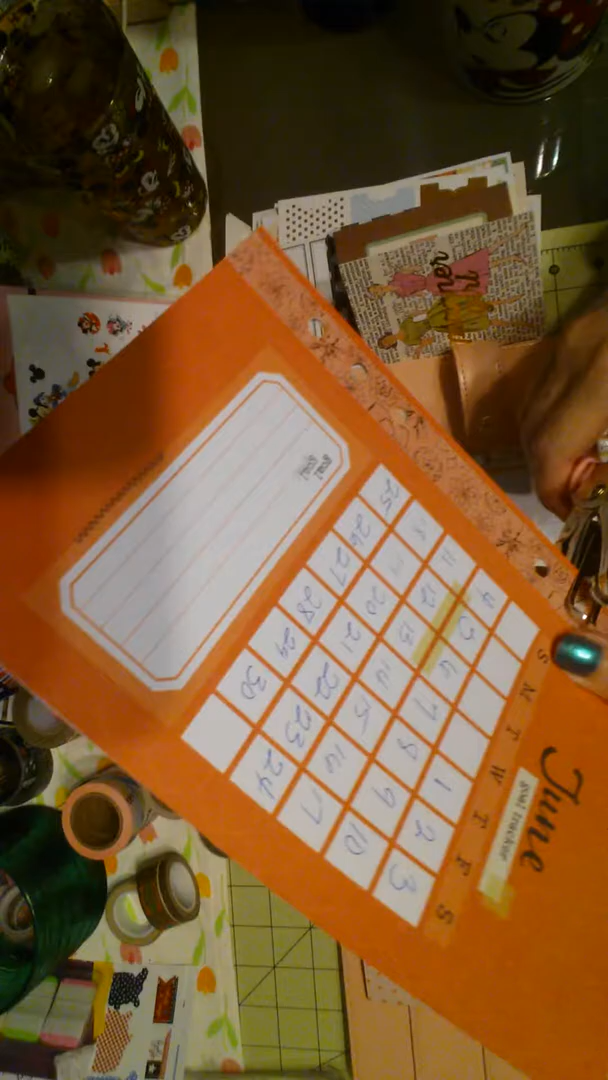 June
goal tracker
S M T W T F S
1 2 3
4 5 6 7 8 9 10
11 12 13 14 15 16 17
18 20 21 22 23 24
25 26 27 28 29 30